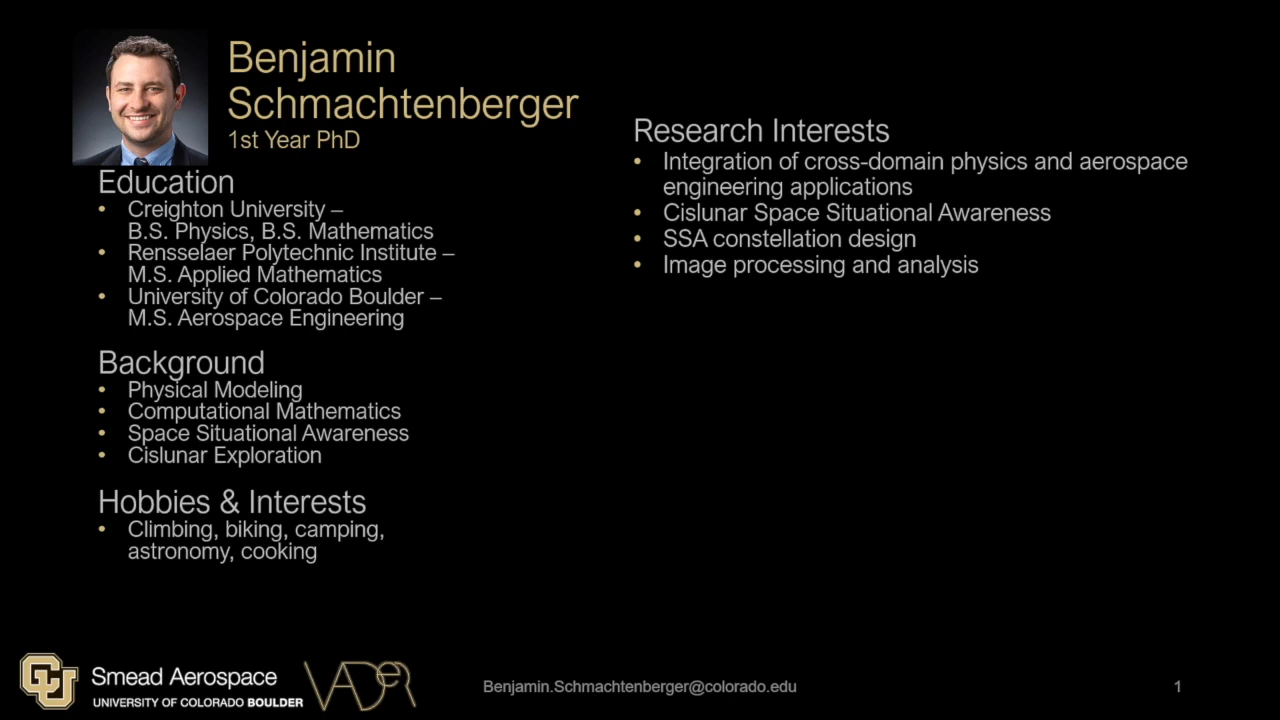 Benjamin
Schmachtenberger
1st Year PhD
Education
• Creighton University –
B.S. Physics, B.S. Mathematics
• Rensselaer Polytechnic Institute –
M.S. Applied Mathematics
• University of Colorado Boulder –
M.S. Aerospace Engineering
Background
• Physical Modeling
• Computational Mathematics
• Space Situational Awareness
• Cislunar Exploration
Hobbies & Interests
• Climbing, biking, camping,
astronomy, cooking
Research Interests
• Integration of cross-domain physics and aerospace
engineering applications
• Cislunar Space Situational Awareness
• SSA constellation design
• Image processing and analysis
CU
Smead Aerospace
UNIVERSITY OF COLORADO BOULDER
VADeR
Benjamin.Schmachtenberger@colorado.edu
1